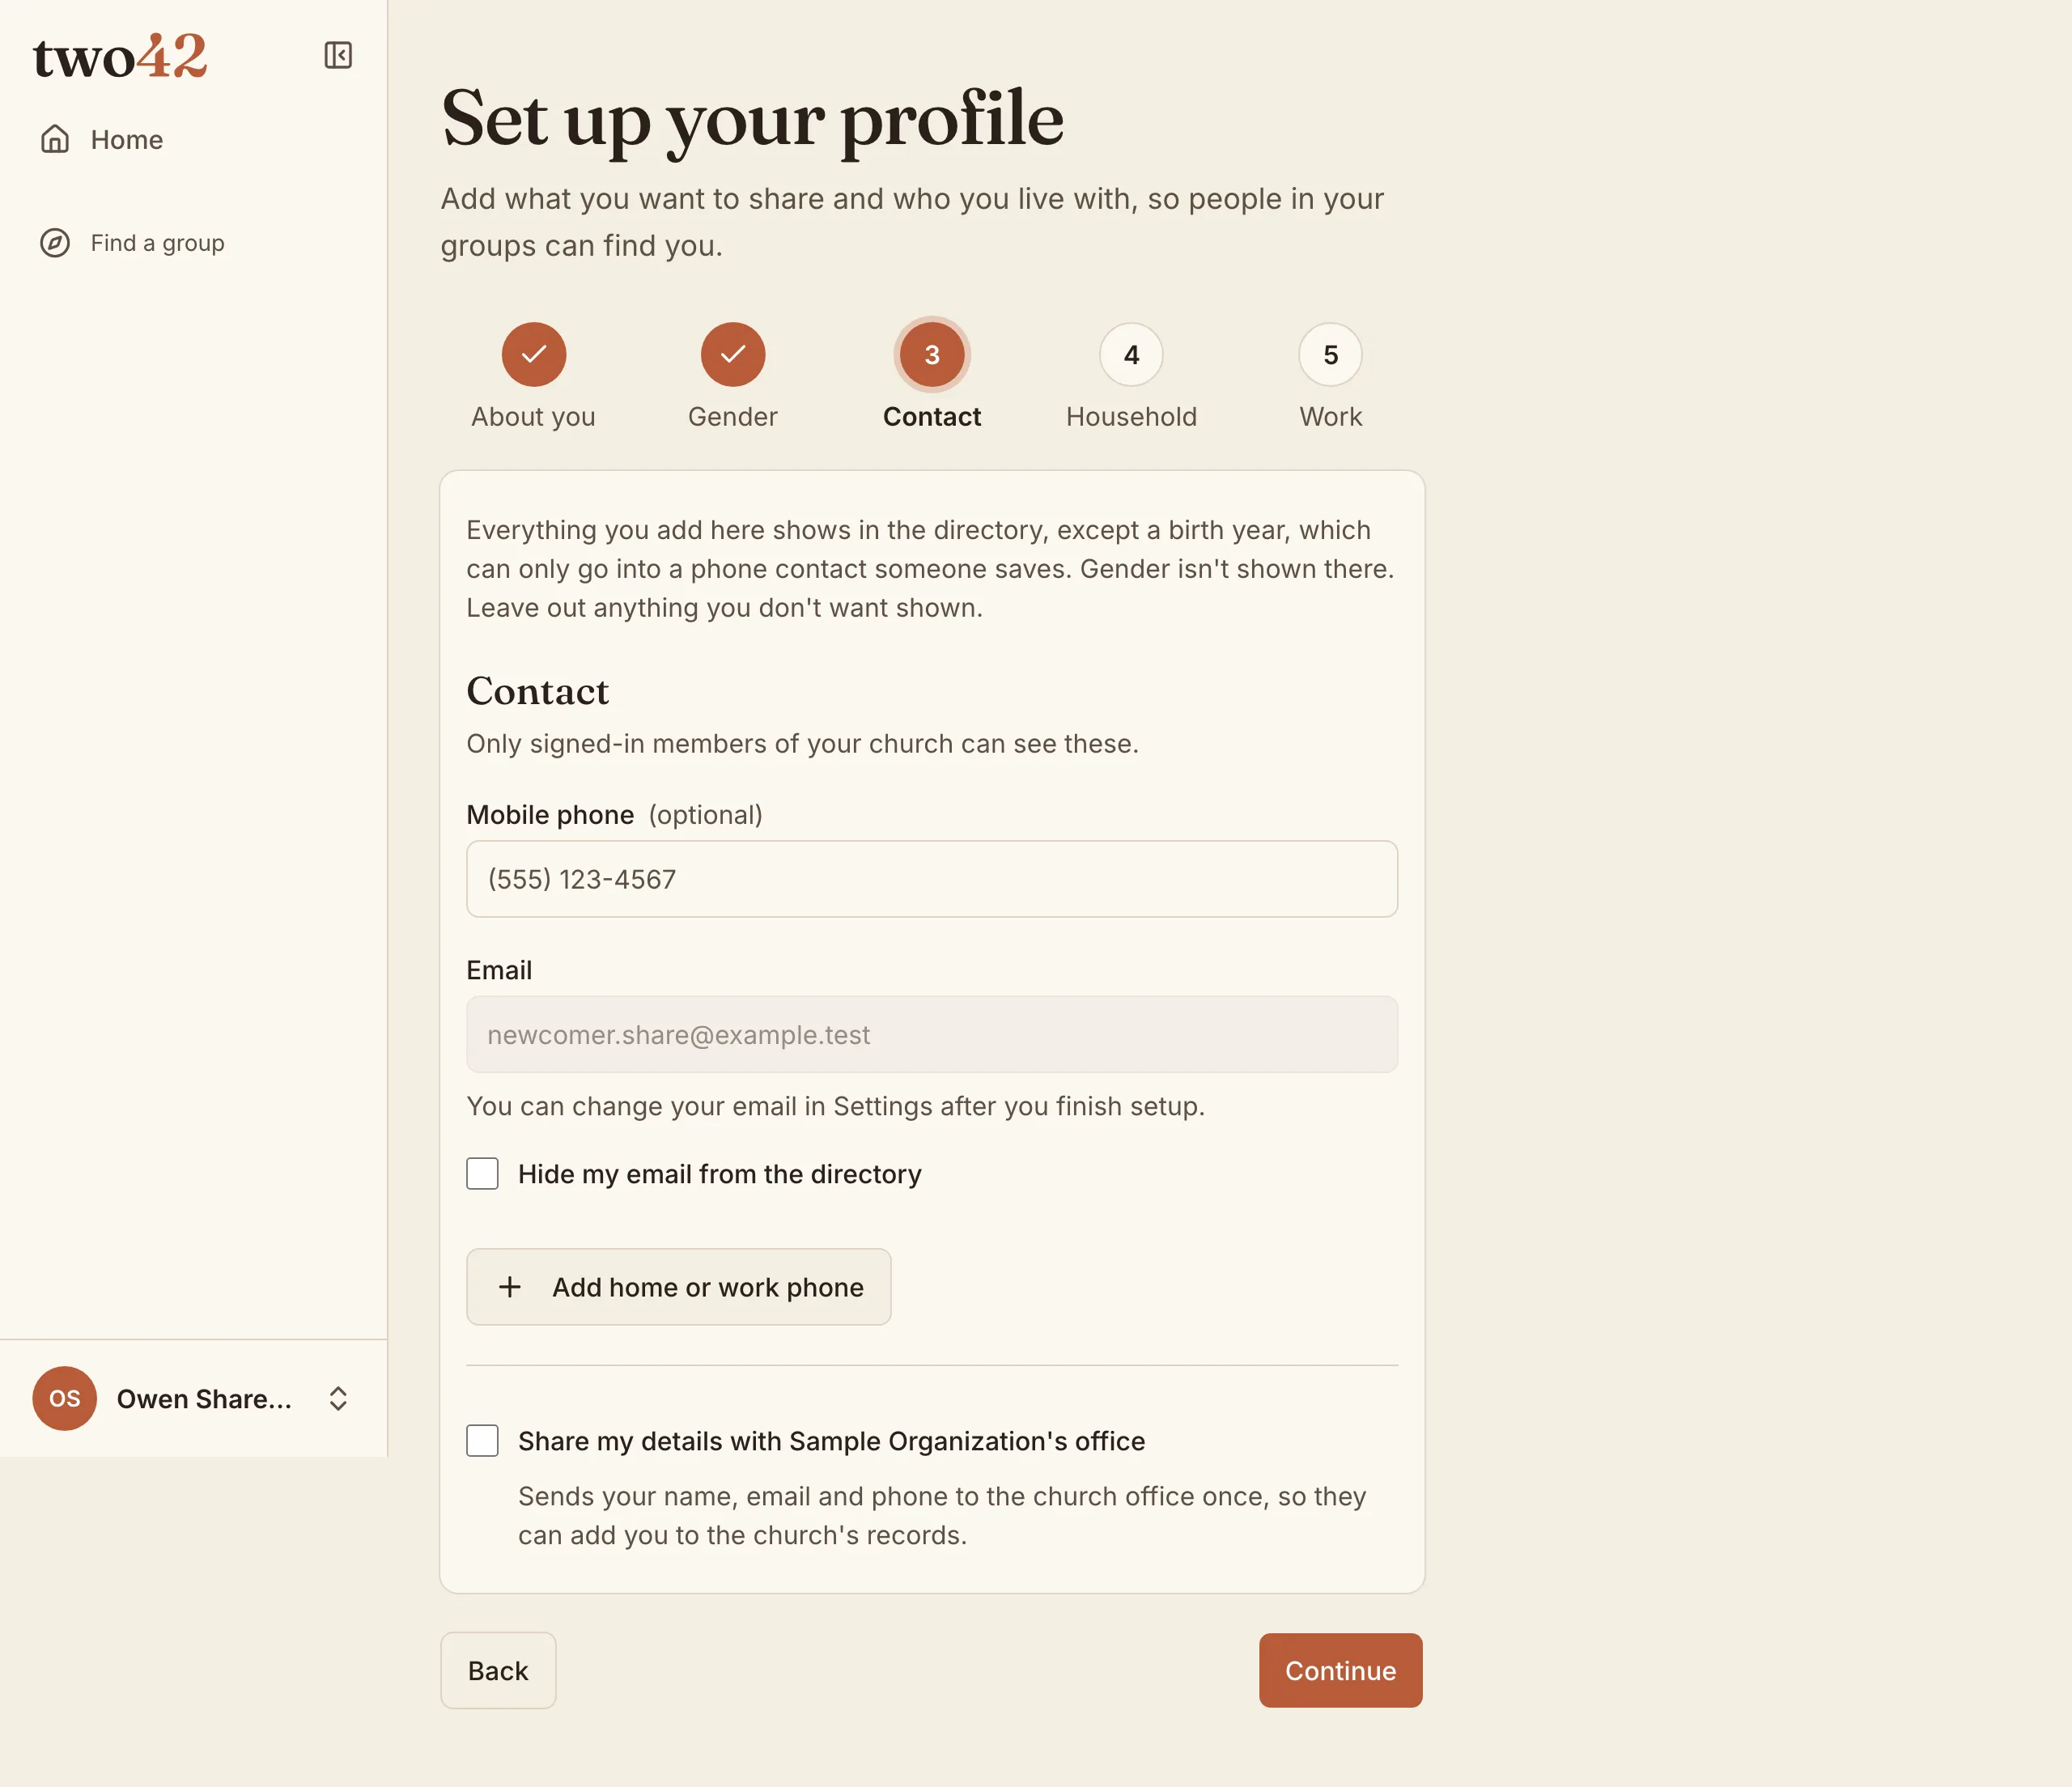 two42
Home
Find a group
Owen Share...
OS
Set up your profile
Add what you want to share and who you live with, so people in your
groups can find you.
About you
Gender
3
Contact
4
Household
5
Work
Everything you add here shows in the directory, except a birth year, which
can only go into a phone contact someone saves. Gender isn't shown there.
Leave out anything you don't want shown.
Contact
Only signed-in members of your church can see these.
Mobile phone (optional)
(555) 123-4567
Email
newcomer.share@example.test
You can change your email in Settings after you finish setup.
Hide my email from the directory
Add home or work phone
Share my details with Sample Organization's office
Sends your name, email and phone to the church office once, so they
can add you to the church's records.
Back
Continue